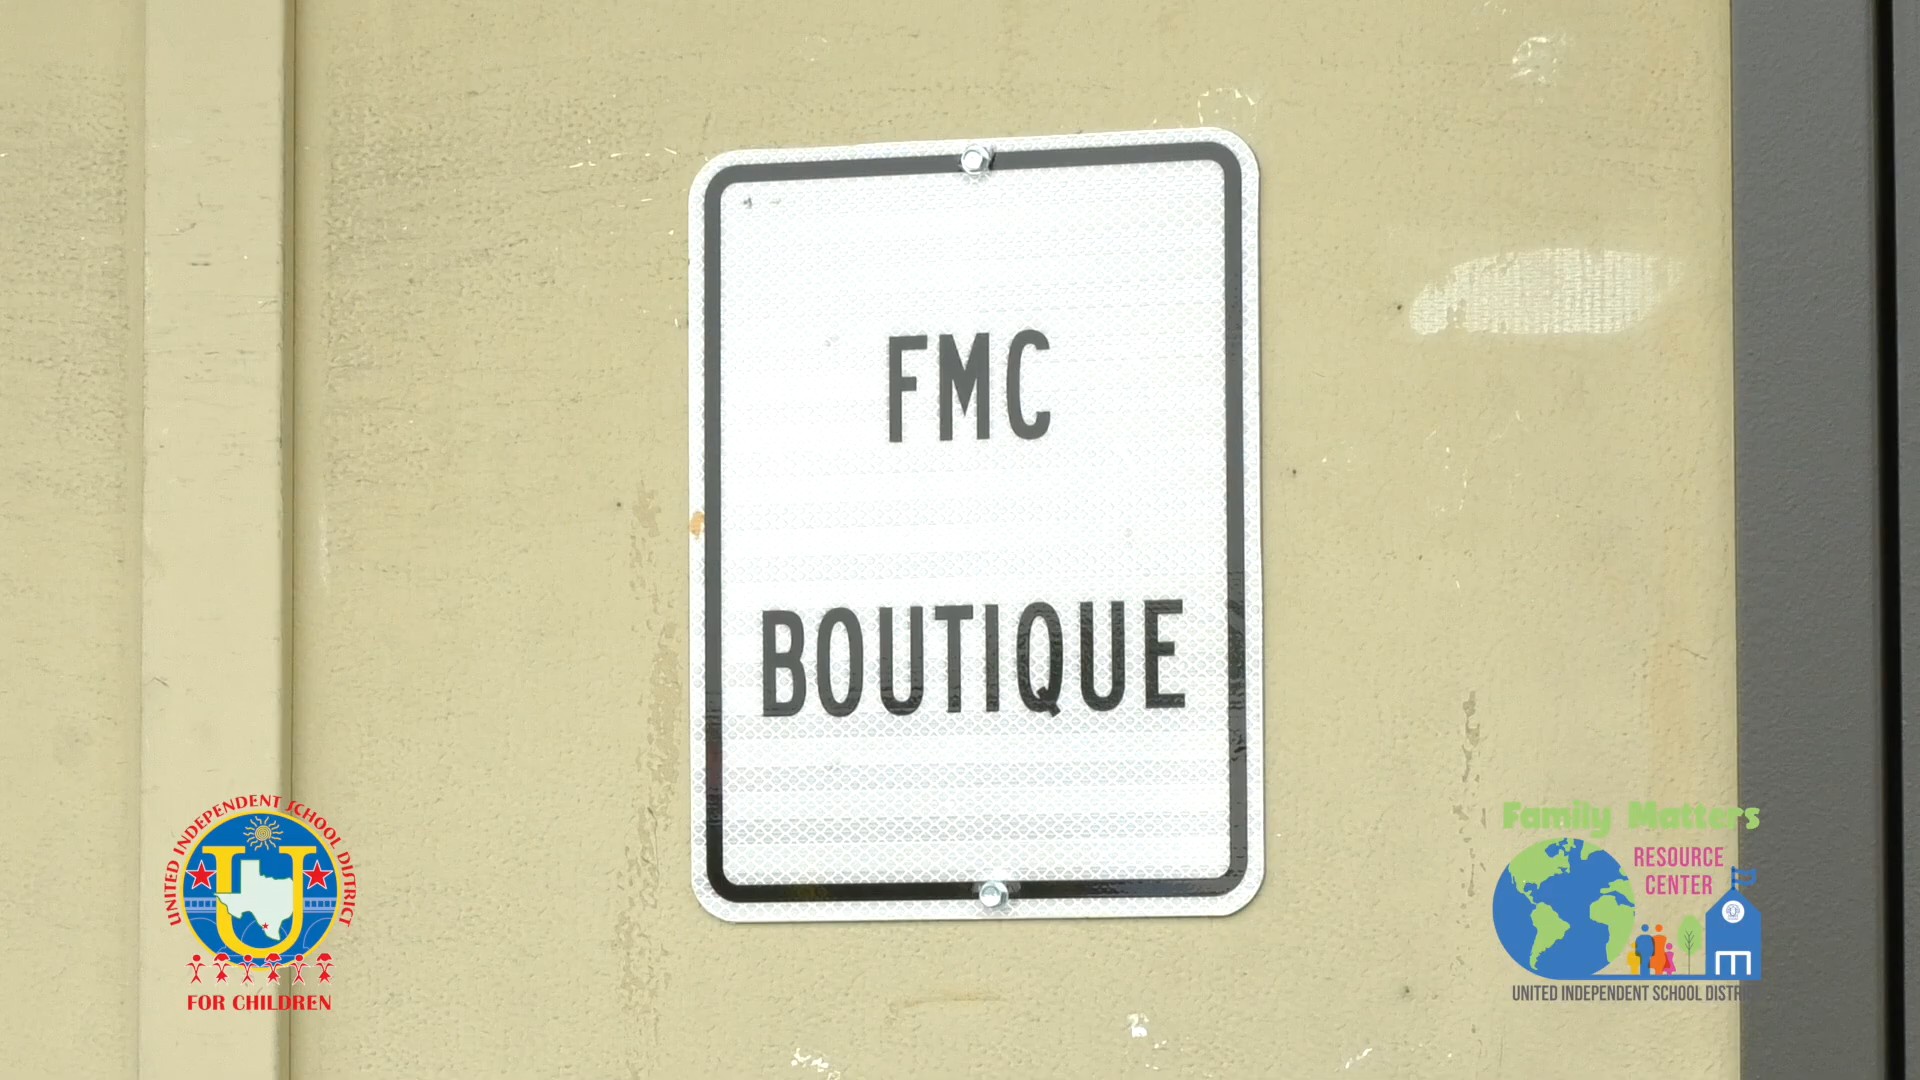 FMC
BOUTIQUE
UNITED INDEPENDENT SCHOOL DISTRICT
U
FOR CHILDREN
Family Matters
RESOURCE
CENTER
UNITED INDEPENDENT SCHOOL DISTR